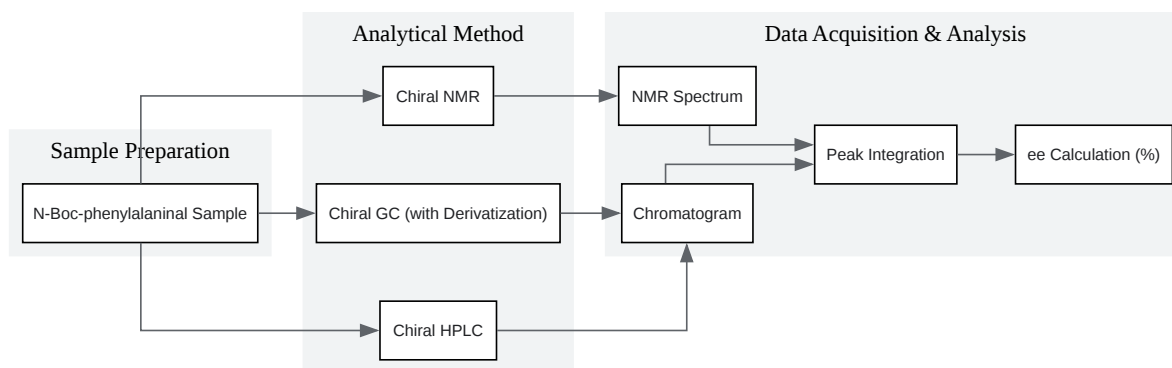 Analytical Method
Data Acquisition & Analysis
Chiral NMR
NMR Spectrum
Sample Preparation
Peak Integration
ee Calculation (%)
N-Boc-phenylalaninal Sample
Chiral GC (with Derivatization)
Chromatogram
Chiral HPLC